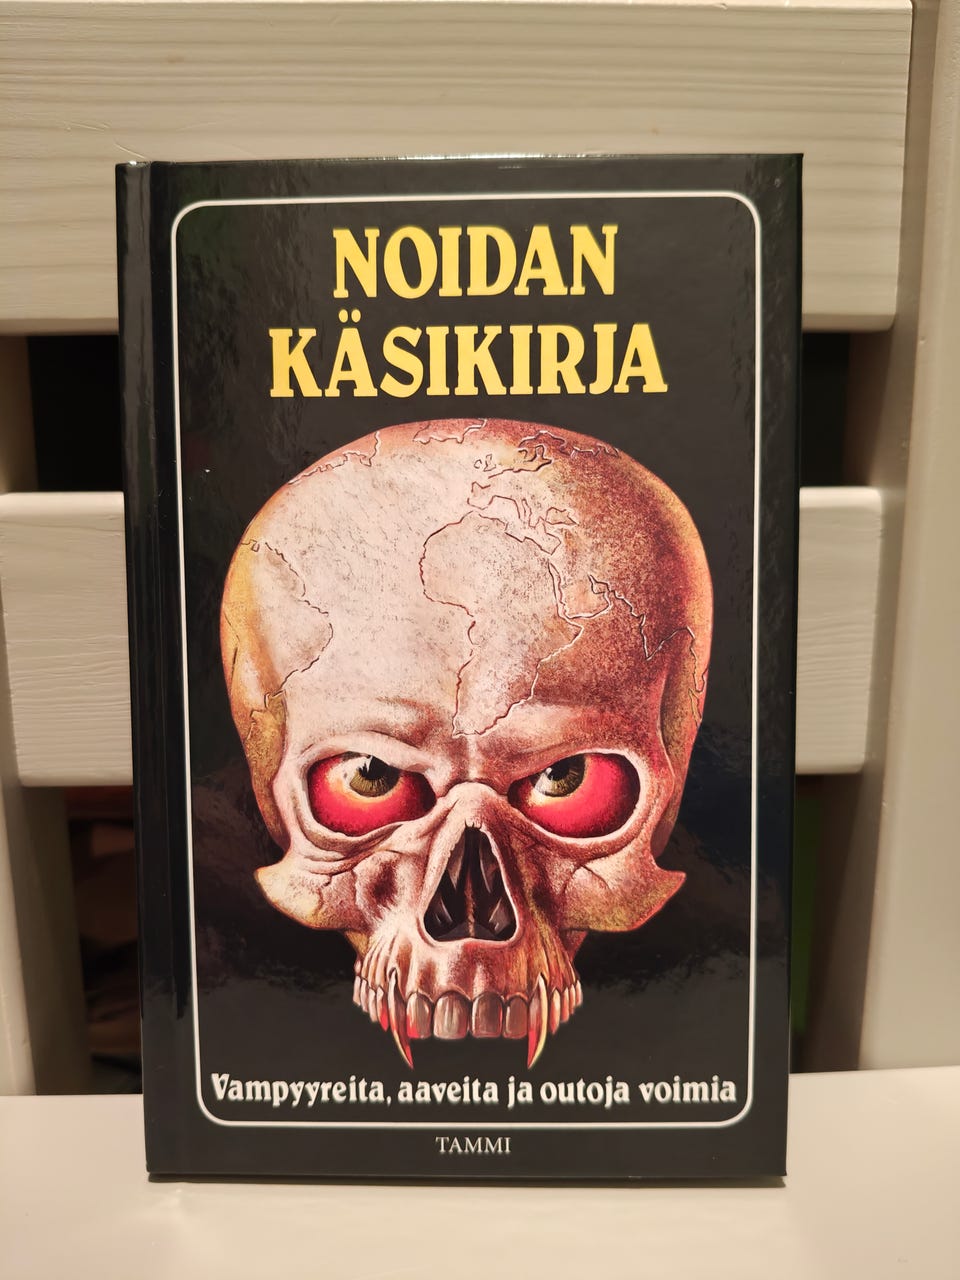 NOIDAN
KÄSIKIRJA
Vampyyreita, aaveita ja outoja voimia
TAMMI